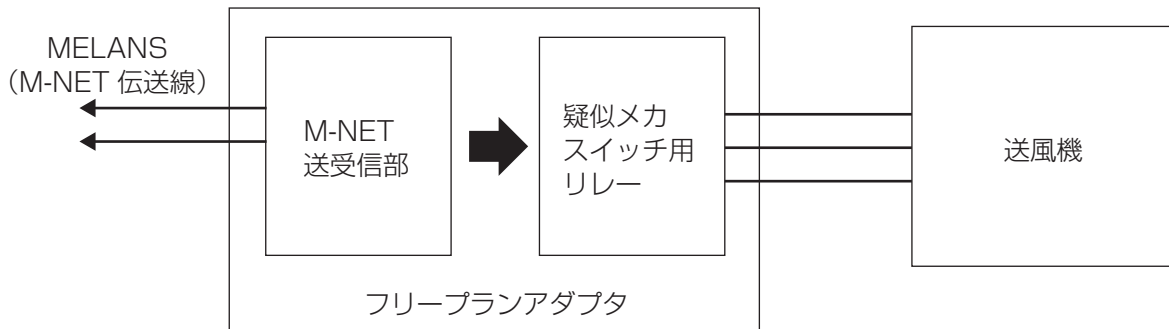 MELANS
(M-NET 伝送線)
M-NET
送受信部
疑似メカ
スイッチ用
リレー
送風機
フリープランアダプタ